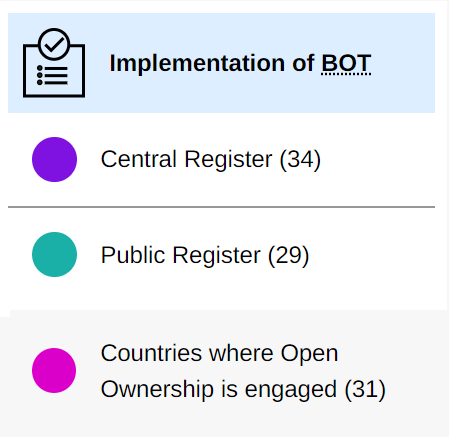 Implementation of BOT
Central Register (34)
Public Register (29)
Countries where Open
Ownership is engaged (31)